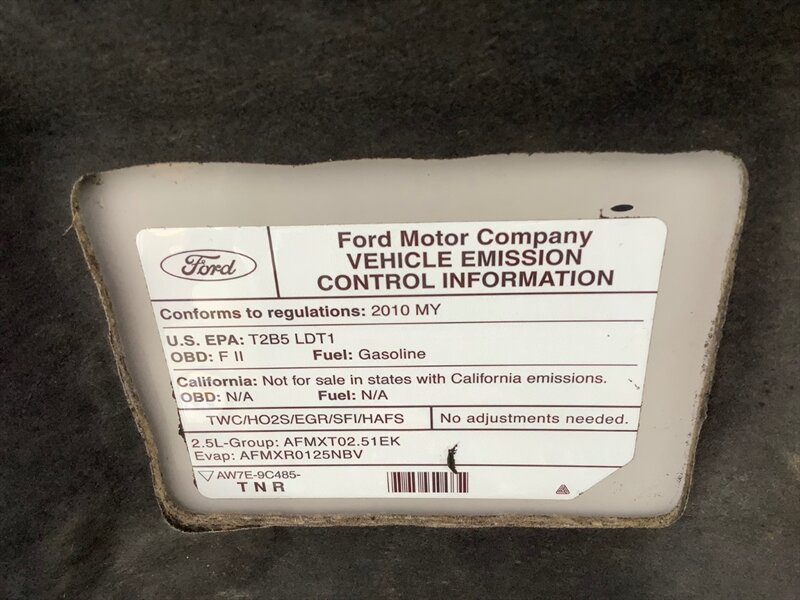 Ford
Ford Motor Company
VEHICLE EMISSION
CONTROL INFORMATION
Conforms to regulations: 2010 MY
U.S. EPA: T2B5 LDT1
OBD: F II Fuel: Gasoline
California: Not for sale in states with California emissions.
OBD: N/A Fuel: N/A
TWC/HO2S/EGR/SFI/HAFS No adjustments needed.
2.5L-Group: AFMXT02.51EK
Evap: AFMXR0125NBV
AW7E-9C485-
T N R